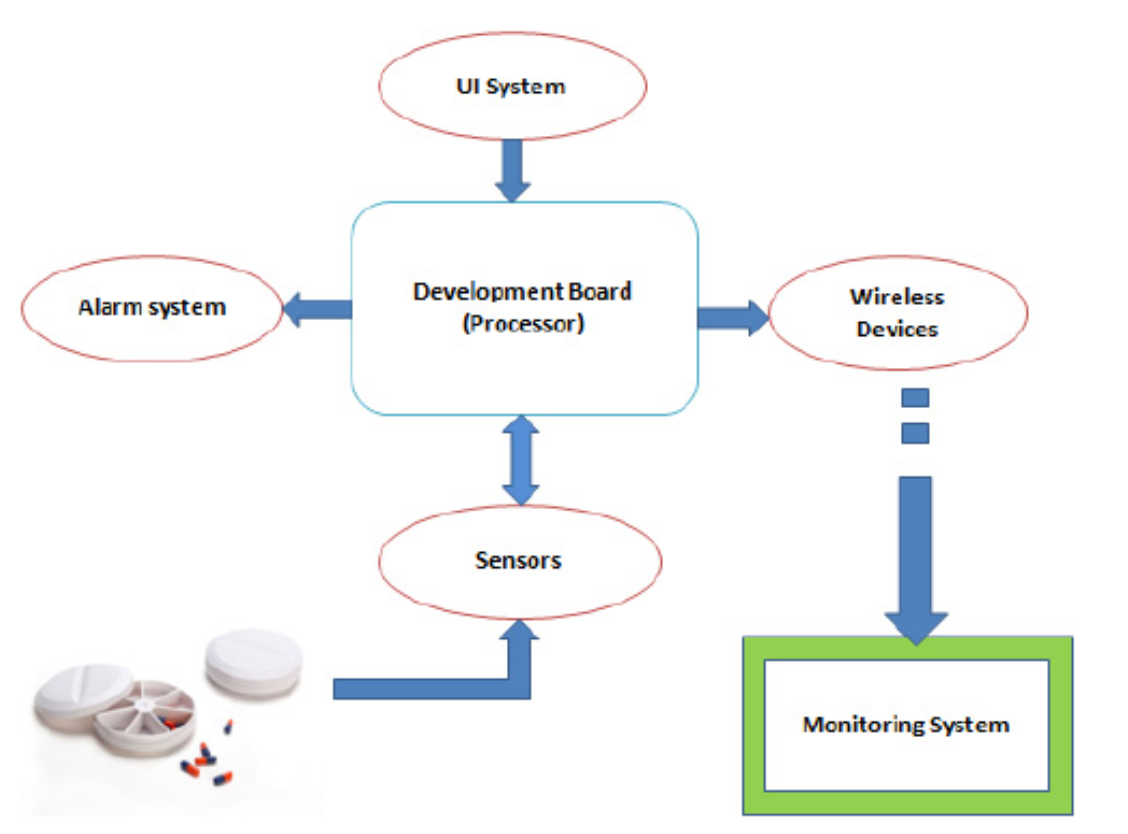 UI System
Alarm system
Development Board
(Processor)
Wireless
Devices
Sensors
Monitoring System